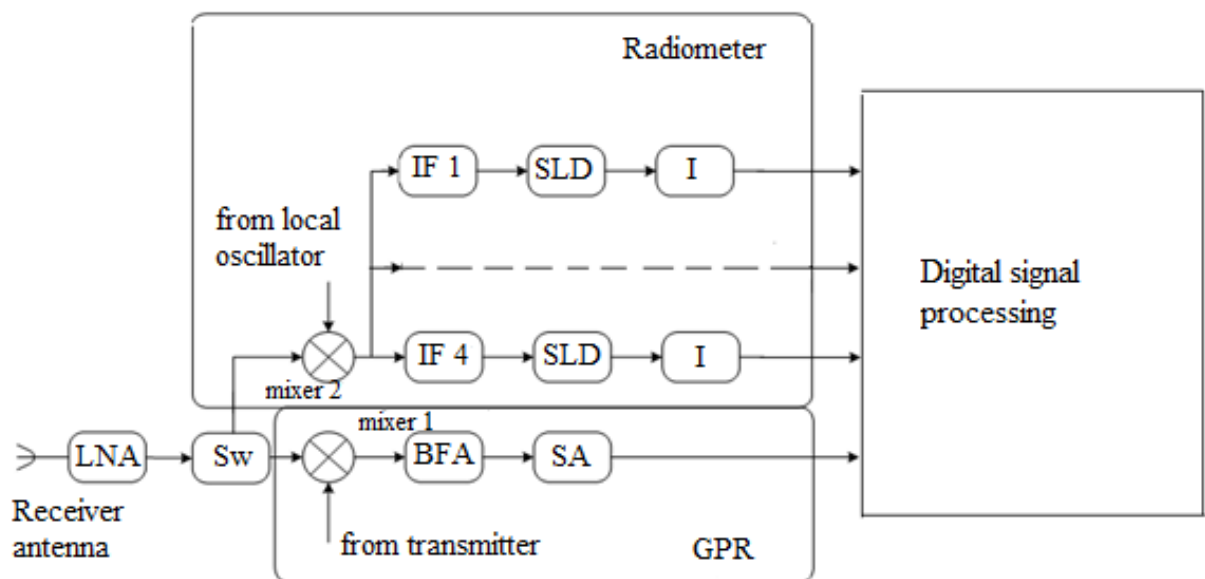 Radiometer
IF 1
SLD
I
from local
oscillator
Digital signal
processing
IF 4
SLD
I
mixer 2
mixer 1
LNA
Sw
BFA
SA
Receiver
antenna
from transmitter
GPR